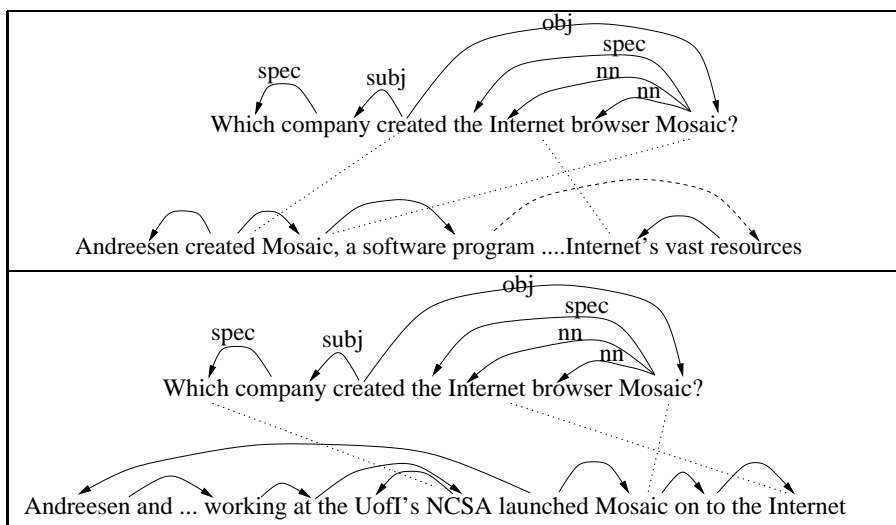 obj
spec
spec
subj
nn
nn
Which company created the Internet browser Mosaic?
Andreesen created Mosaic, a software program ....Internet's vast resources
obj
spec
spec
subj
nn
nn
Which company created the Internet browser Mosaic?
Andreesen and ... working at the UofI's NCSA launched Mosaic on to the Internet